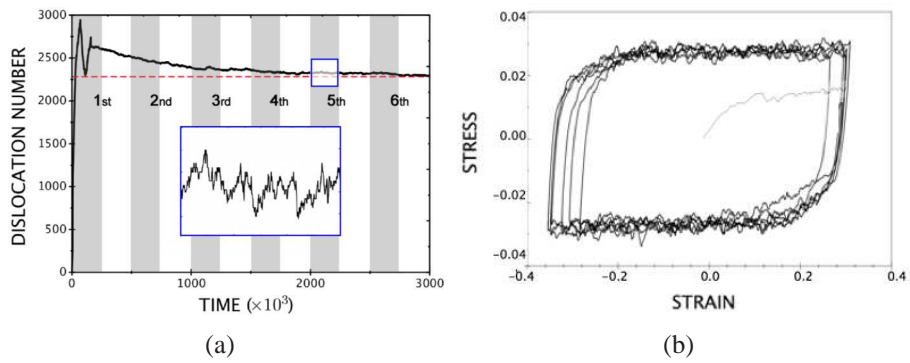 3000
2500
2000
1500
1000
500
0
DISLOCATION NUMBER
1st 2nd 3rd 4th 5th 6th
0 1000 2000 3000
TIME (×10³)
(a)
0.04
0.02
0.00
−0.02
−0.04
STRESS
−0.4 −0.2 0.0 0.2 0.4
STRAIN
(b)